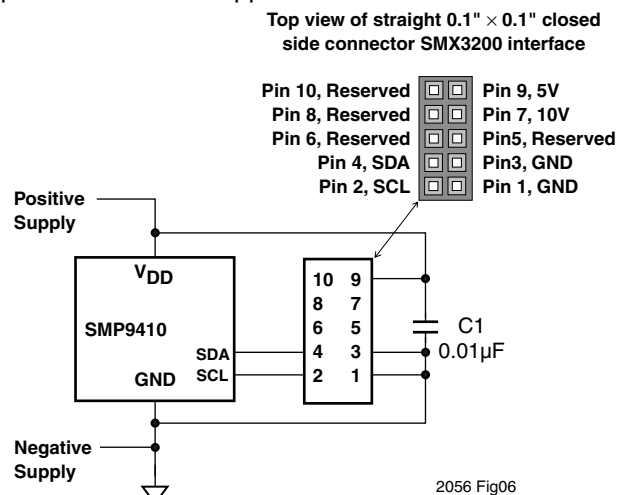 Top view of straight 0.1" × 0.1" closed
side connector SMX3200 interface
Pin 10, Reserved
Pin 9, 5V
Pin 8, Reserved
Pin 7, 10V
Pin 6, Reserved
Pin5, Reserved
Pin 4, SDA
Pin3, GND
Pin 2, SCL
Pin 1, GND
Positive
Supply
VDD
SMP9410
SDA
GND
SCL
10 9
8 7
6 5
4 3
2 1
C1
0.01µF
Negative
Supply
2056 Fig06